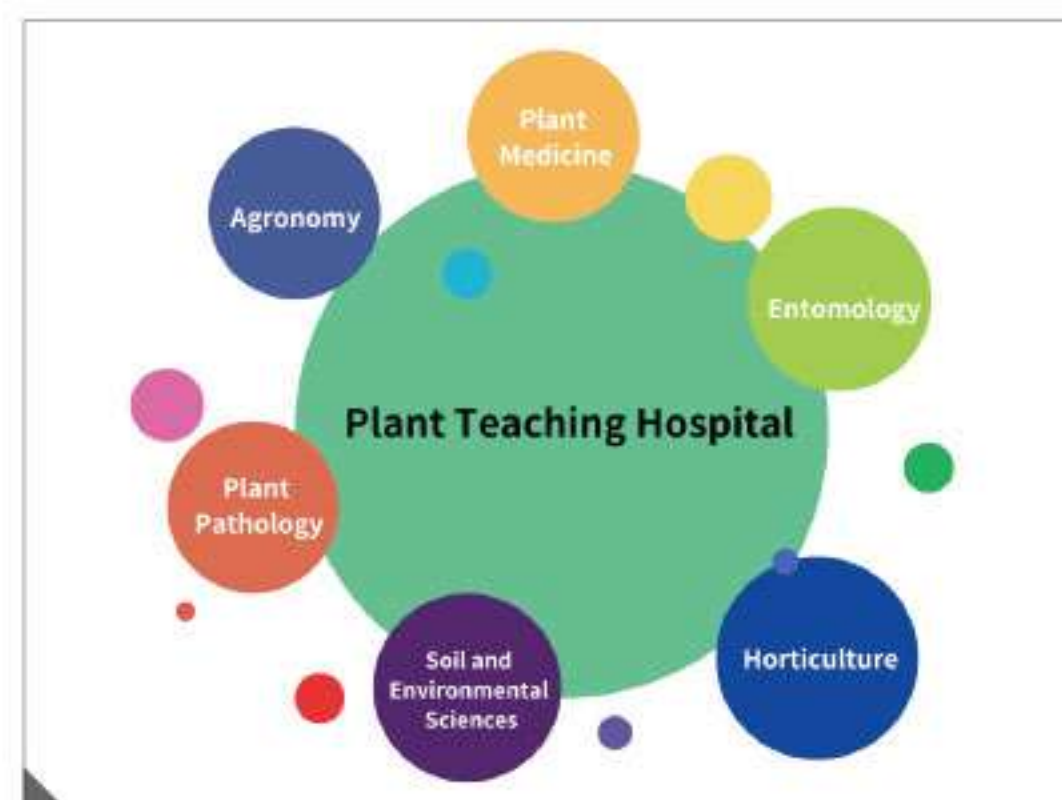 Plant
Medicine
Agronomy
Entomology
Plant Teaching Hospital
Plant
Pathology
Soil and
Environmental
Sciences
Horticulture